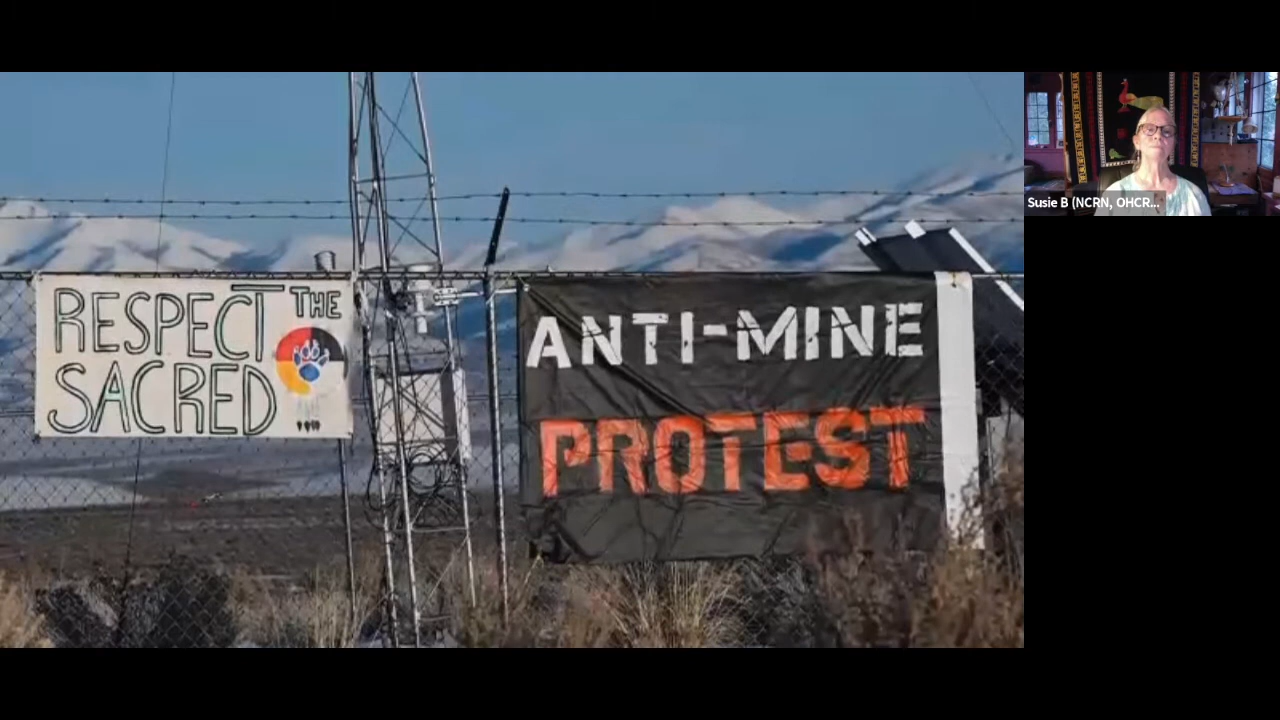 RESPECT THE
SACRED
ANTI-MINE
PROTEST
Susie B (NCRN, OHCR...